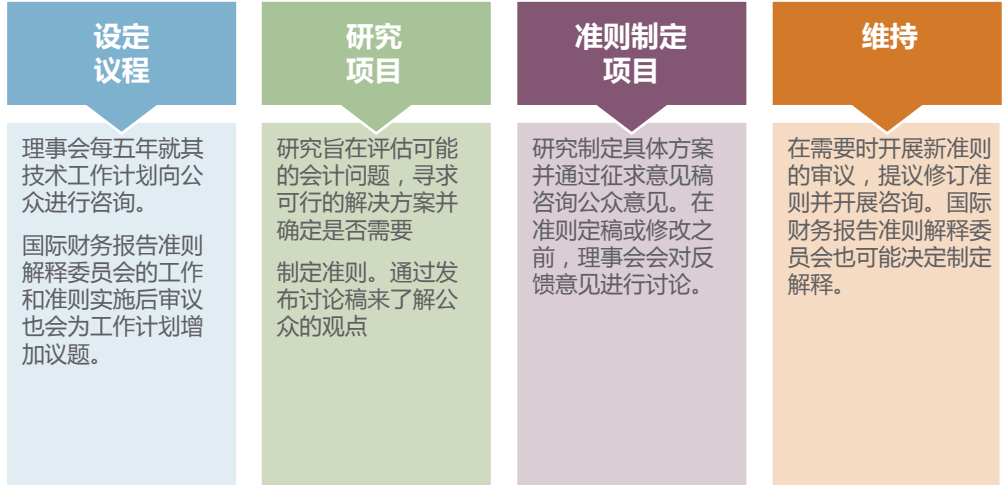 设定
议程
理事会每五年就其
技术工作计划向公
众进行咨询。
国际财务报告准则
解释委员会的工作
和准则实施后审议
也会为工作计划增
加议题。
研究
项目
研究旨在评估可能
的会计问题，寻求
可行的解决方案并
确定是否需要
制定准则。通过发
布讨论稿来了解公
众的观点
准则制定
项目
研究制定具体方案
并通过征求意见稿
咨询公众意见。在
准则定稿或修改之
前，理事会会对反
馈意见进行讨论。
维持
在需要时开展新准则
的审议，提议修订准
则并开展咨询。国际
财务报告准则解释委
员会也可能决定制定
解释。